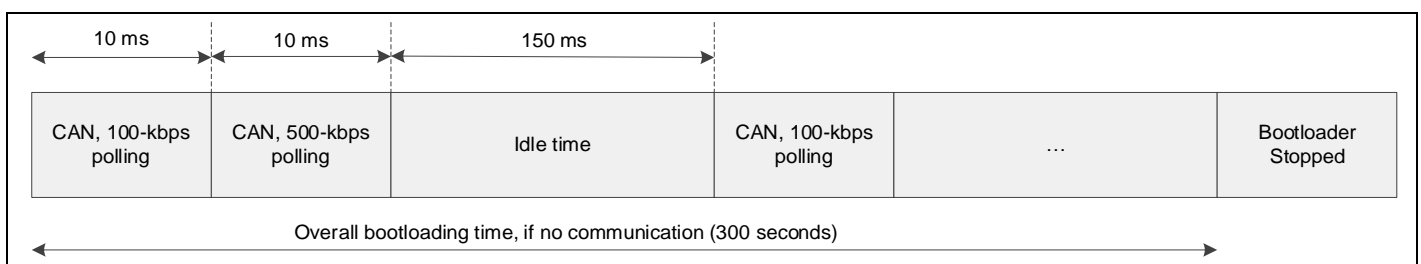 10 ms
10 ms
150 ms
CAN, 100-kbps
polling
CAN, 500-kbps
polling
Idle time
CAN, 100-kbps
polling
...
Bootloader
Stopped
Overall bootloading time, if no communication (300 seconds)